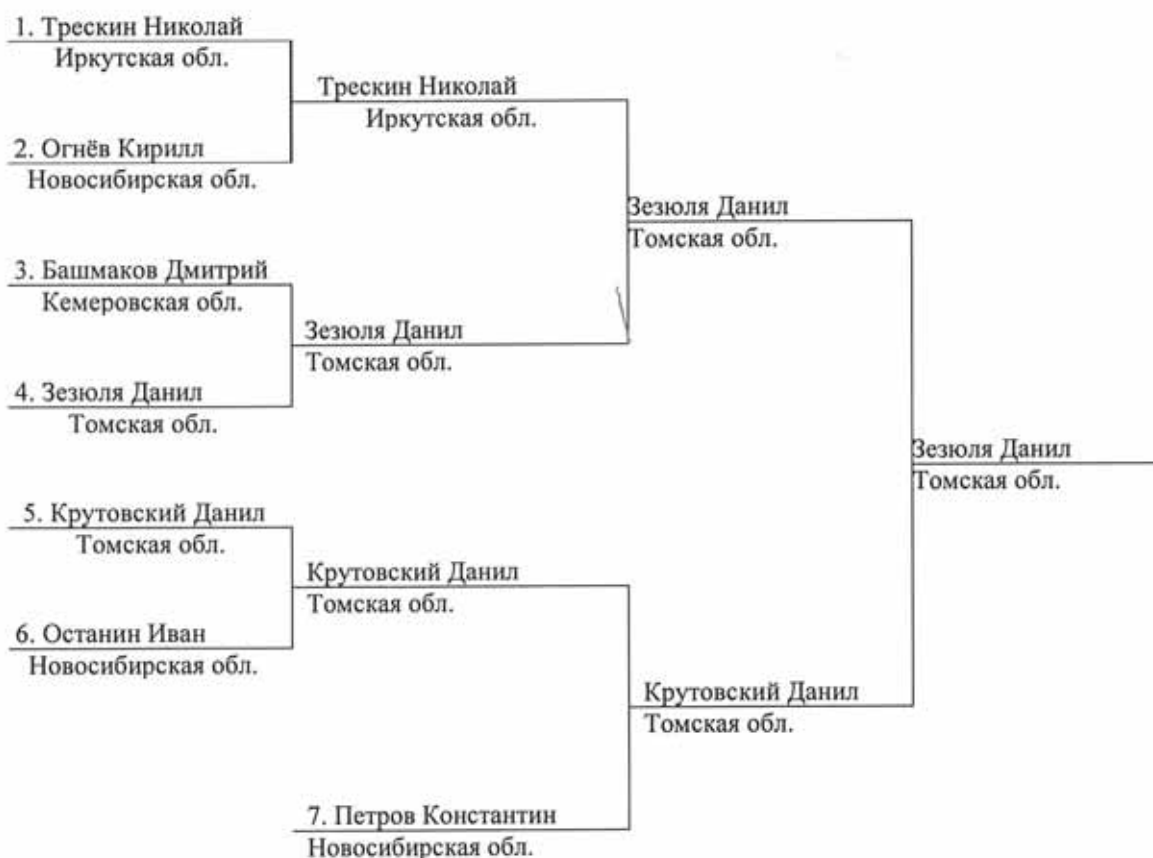 1. Трескин Николай
Иркутская обл.
Трескин Николай
Иркутская обл.
2. Огнёв Кирилл
Новосибирская обл.
Зезюля Данил
Томская обл.
3. Башмаков Дмитрий
Кемеровская обл.
Зезюля Данил
Томская обл.
4. Зезюля Данил
Томская обл.
Зезюля Данил
Томская обл.
5. Крутовский Данил
Томская обл.
Крутовский Данил
Томская обл.
6. Останин Иван
Новосибирская обл.
Крутовский Данил
Томская обл.
7. Петров Константин
Новосибирская обл.